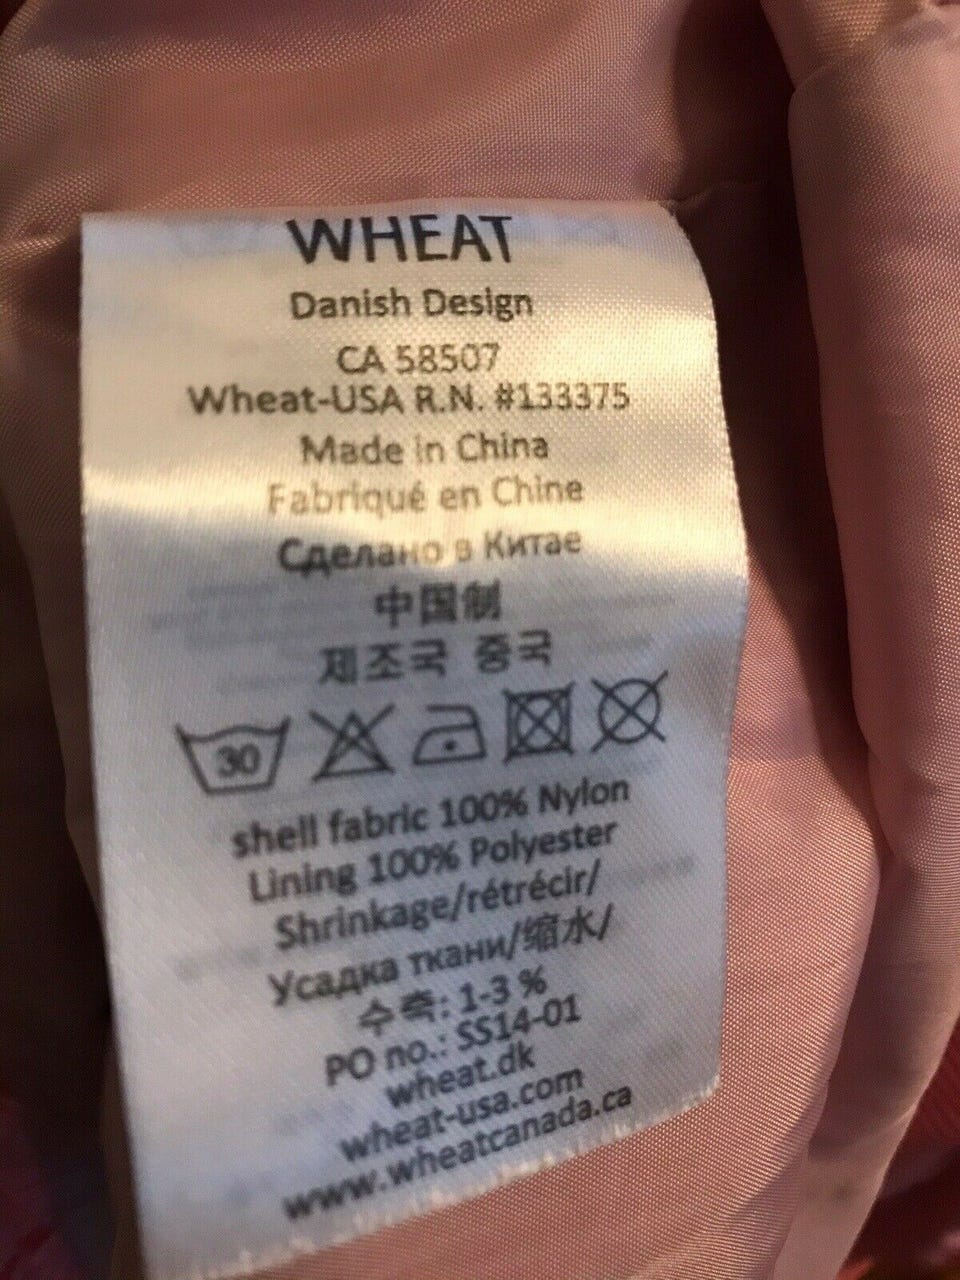 WHEAT
Danish Design
CA 58507
Wheat-USA R.N. #133375
Made in China
Fabriqué en Chine
Сделано в Китае
中国制
제조국 중국
30
shell fabric 100% Nylon
Lining 100% Polyester
Shrinkage/rétrécir/
Усадка ткани/缩水/
수축: 1-3 %
PO no.: SS14-01
wheat.dk
wheat-usa.com
www.wheatcanada.ca